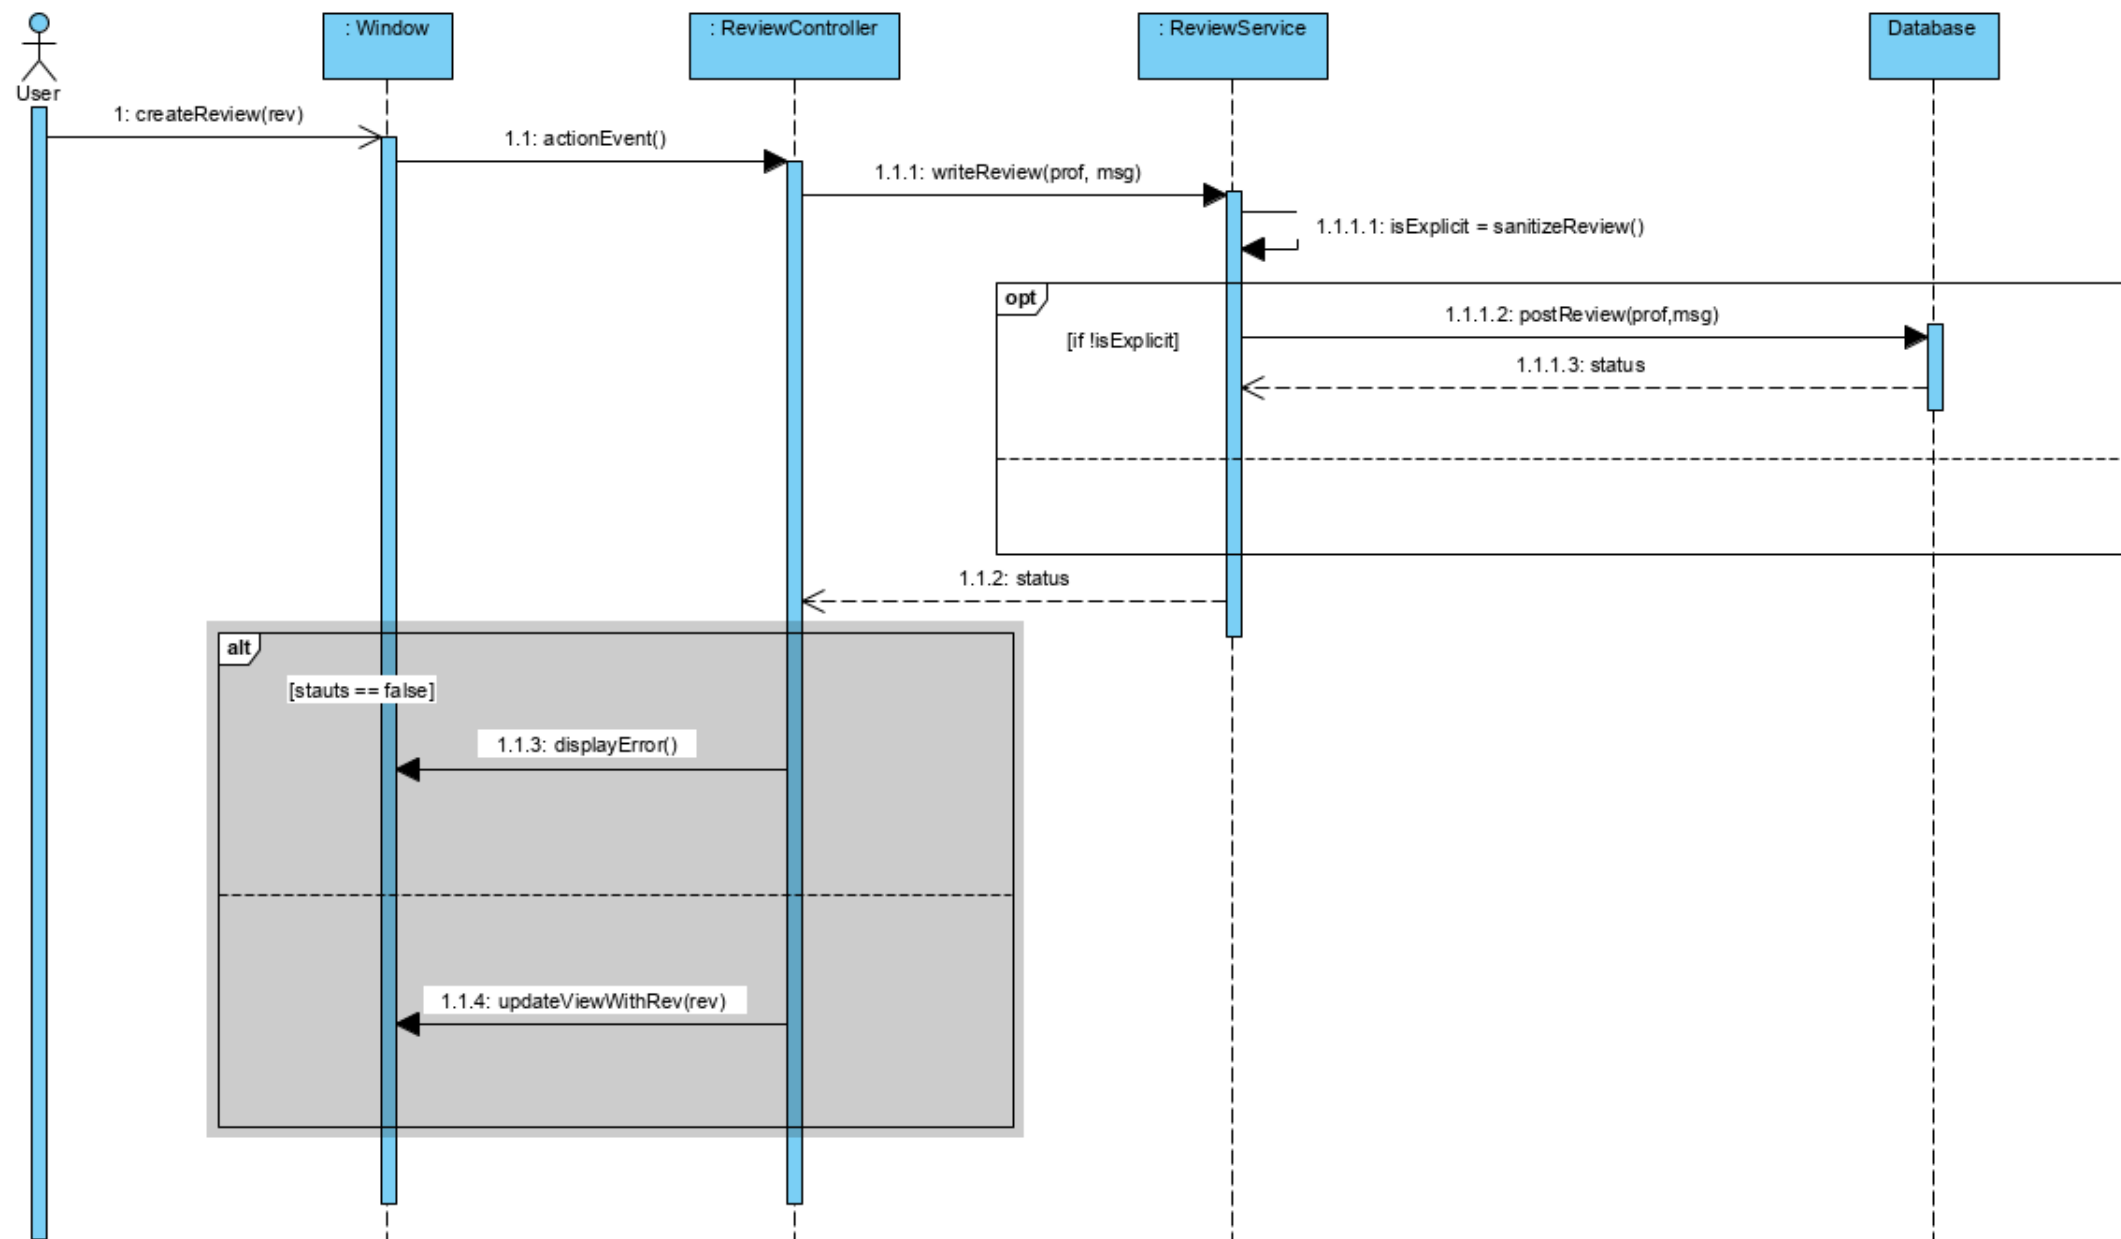 User
: Window
: ReviewController
: ReviewService
Database
1: createReview(rev)
1.1: actionEvent()
1.1.1: writeReview(prof, msg)
1.1.1.1: isExplicit = sanitizeReview()
opt
[if !isExplicit]
1.1.1.2: postReview(prof,msg)
1.1.1.3: status
1.1.2: status
alt
[stauts == false]
1.1.3: displayError()
1.1.4: updateViewWithRev(rev)